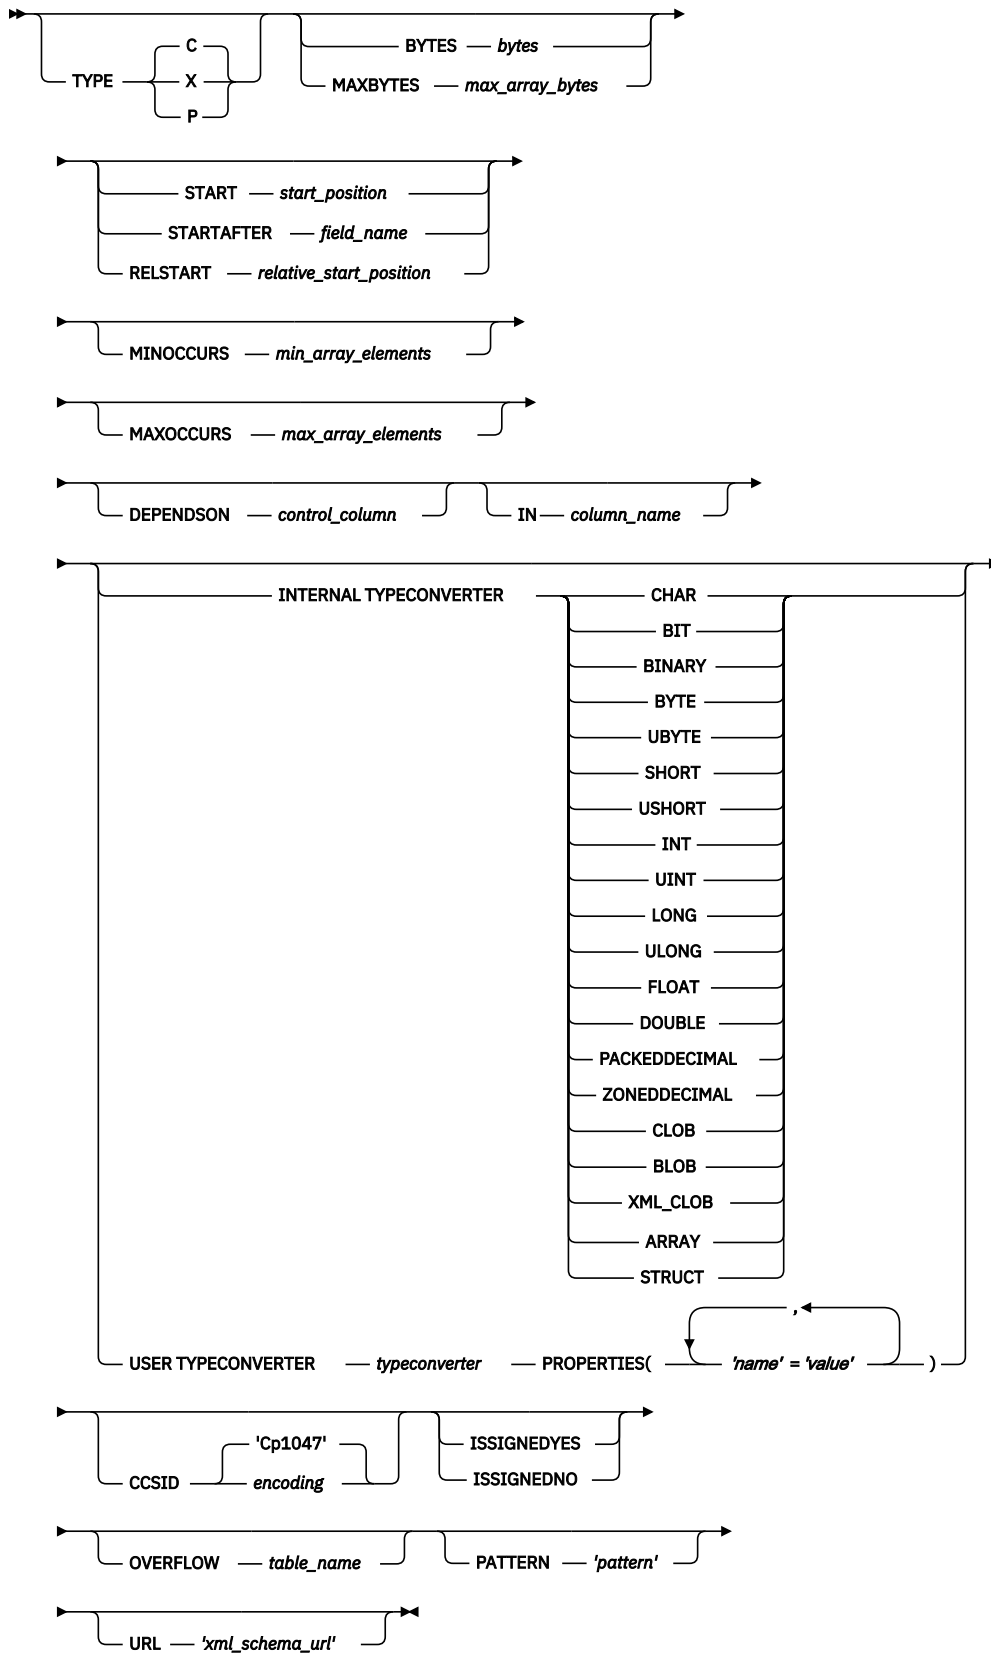 C
BYTES bytes
TYPE X MAXBYTES max_array_bytes
P
START start_position
STARTAFTER field_name
RELSTART relative_start_position
MINOCCURS min_array_elements
MAXOCCURS max_array_elements
DEPENDSON control_column IN column_name
INTERNAL TYPECONVERTER CHAR
BIT
BINARY
BYTE
UBYTE
SHORT
USHORT
INT
UINT
LONG
ULONG
FLOAT
DOUBLE
PACKEDDECIMAL
ZONEDDECIMAL
CLOB
BLOB
XML_CLOB
ARRAY
STRUCT
,
USER TYPECONVERTER typeconverter PROPERTIES( 'name' = 'value' )
'Cp1047' ISSIGNEDYES
CCSID encoding ISSIGNEDNO
OVERFLOW table_name PATTERN 'pattern'
URL 'xml_schema_url'